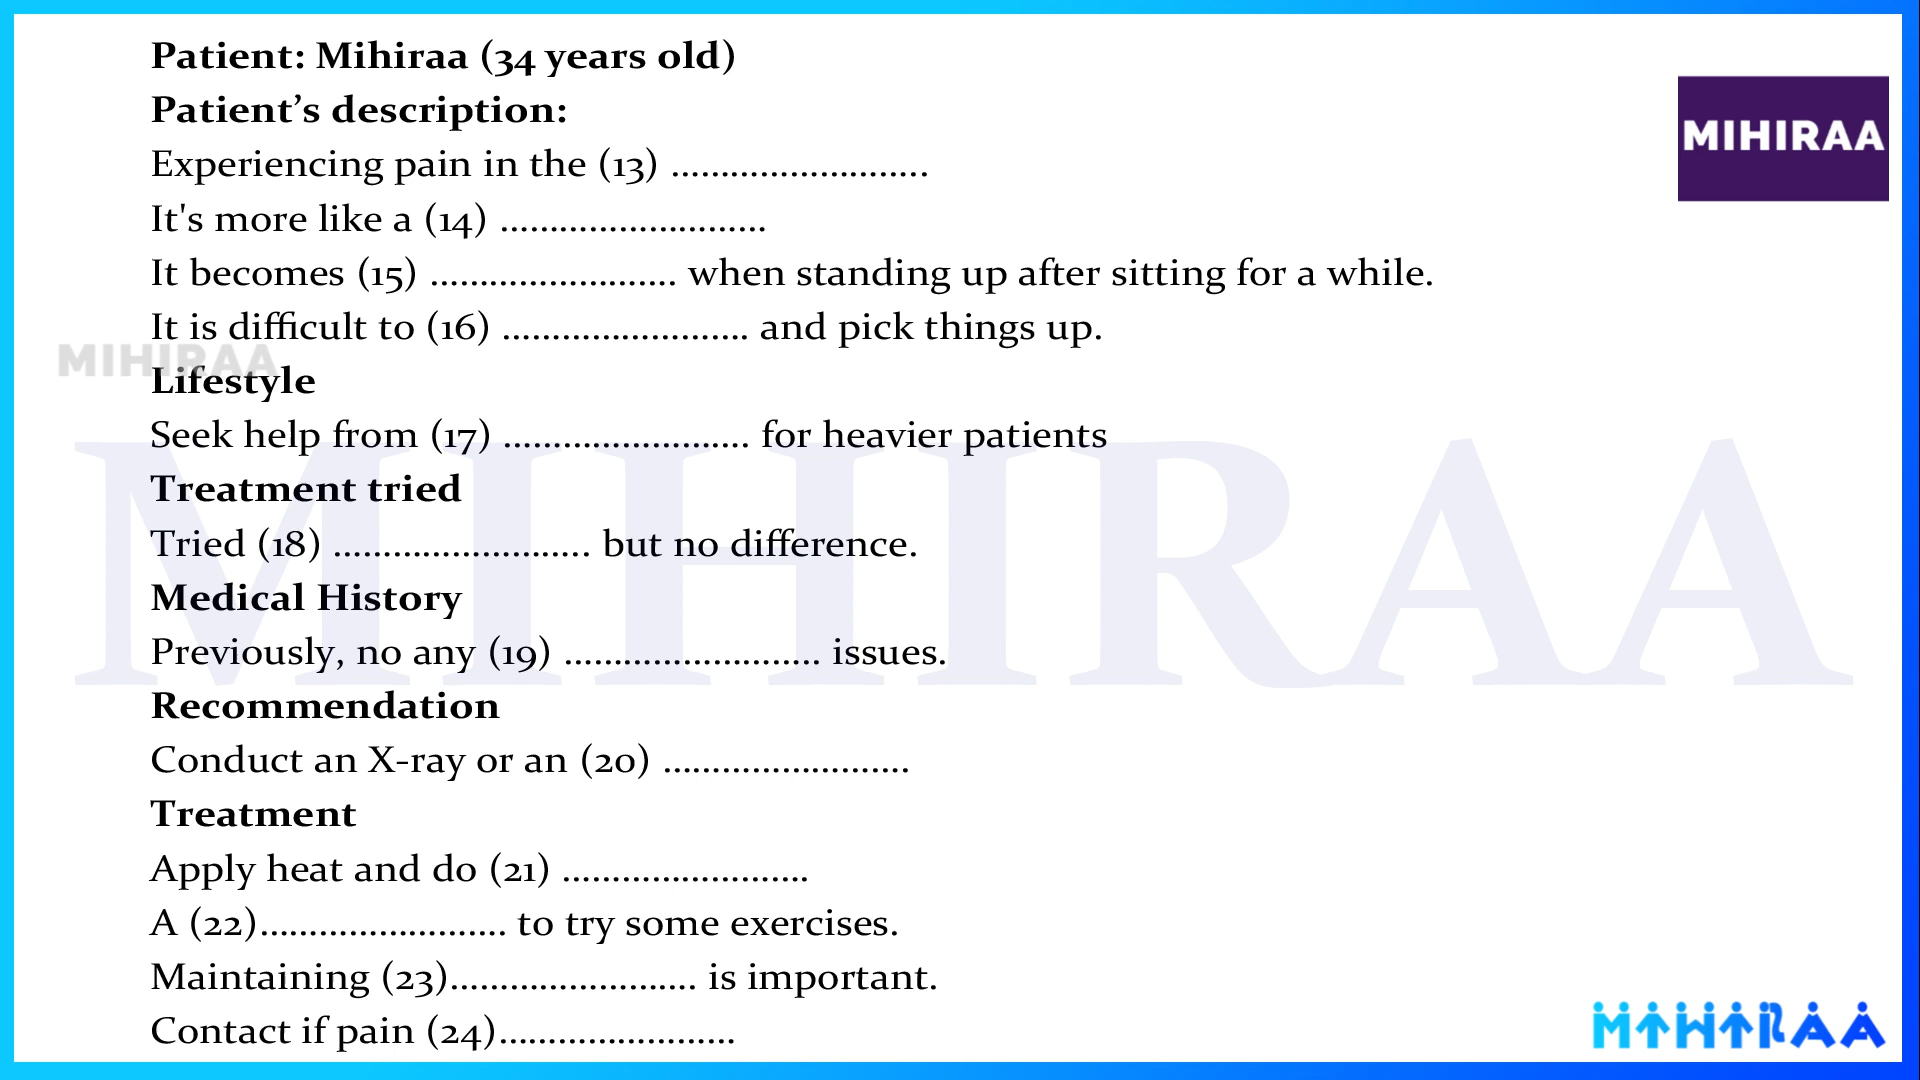 Patient: Mihiraa (34 years old)
Patient’s description:
Experiencing pain in the (13) ..........................
MIHIRAA
It's more like a (14) ...........................
It becomes (15) ......................... when standing up after sitting for a while.
It is difficult to (16) ......................... and pick things up.
MIHIRAA
Lifestyle
Seek help from (17) ......................... for heavier patients
Treatment tried
Tried (18) .......................... but no difference.
MIHIRAA
Medical History
Previously, no any (19) .......................... issues.
Recommendation
Conduct an X-ray or an (20) .........................
Treatment
Apply heat and do (21) .........................
A (22)......................... to try some exercises.
Maintaining (23)......................... is important.
Contact if pain (24)........................
MIHIRAA